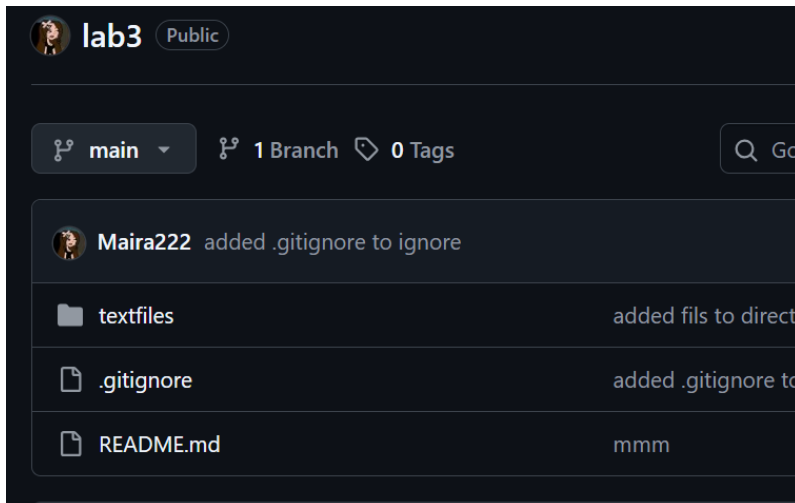 lab3 Public
main 1 Branch 0 Tags
Maira222 added .gitignore to ignore
textfiles added fils to direct
.gitignore added .gitignore
README.md mmm